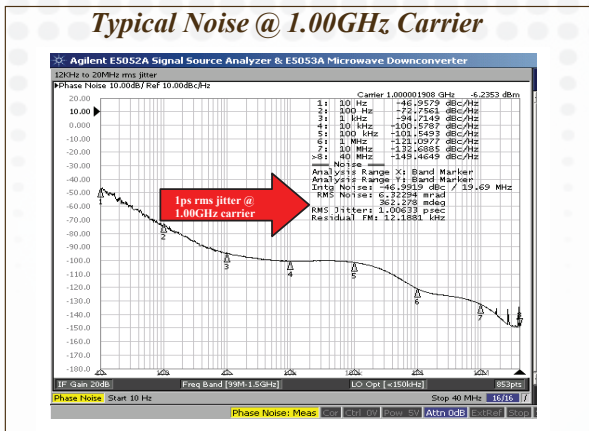 Typical Noise @ 1.00GHz Carrier
Agilent E5052A Signal Source Analyzer & E5053A Microwave Downconverter
12KHz to 20MHz rms jitter
▶Phase Noise 10.00dB/ Ref 10.00dBc/Hz
Carrier 1.00001908 GHz -6.2353 dBm
1: 10 Hz -46.9579 dBc/Hz
2: 100 Hz -72.7561 dBc/Hz
3: 1 kHz -94.7149 dBc/Hz
4: 10 kHz -100.5787 dBc/Hz
5: 100 kHz -101.5493 dBc/Hz
6: 1 MHz -121.0977 dBc/Hz
7: 10 MHz -132.6885 dBc/Hz
>8: 40 MHz -149.4649 dBc/Hz
Noise
Analysis Range X: Band Marker
Analysis Range Y: Band Marker
Intg Noise: -46.9919 dBc / 19.69 MHz
RMS Noise: 6.32294 mrad
362.278 mdeg
RMS Jitter: 1.00633 psec
Residual FM: 12.1881 kHz
1ps rms jitter @
1.00GHz carrier
20.00
10.00
0.000
-10.00
-20.00
-30.00
-40.00
-50.00
-60.00
-70.00
-80.00
-90.00
-100.0
-110.0
-120.0
-130.0
-140.0
-150.0
-160.0
-170.0
-180.0
1
2
3
4
5
6
7
IF Gain 20dB Freq Band [99M-1.5GHz] LO Opt [<150kHz] 853pts
Phase Noise Start 10 Hz Stop 40 MHz 16/16
Phase Noise: Meas Cor Ctrl 0V Pow 5V Attn 0dB ExtRef Stop